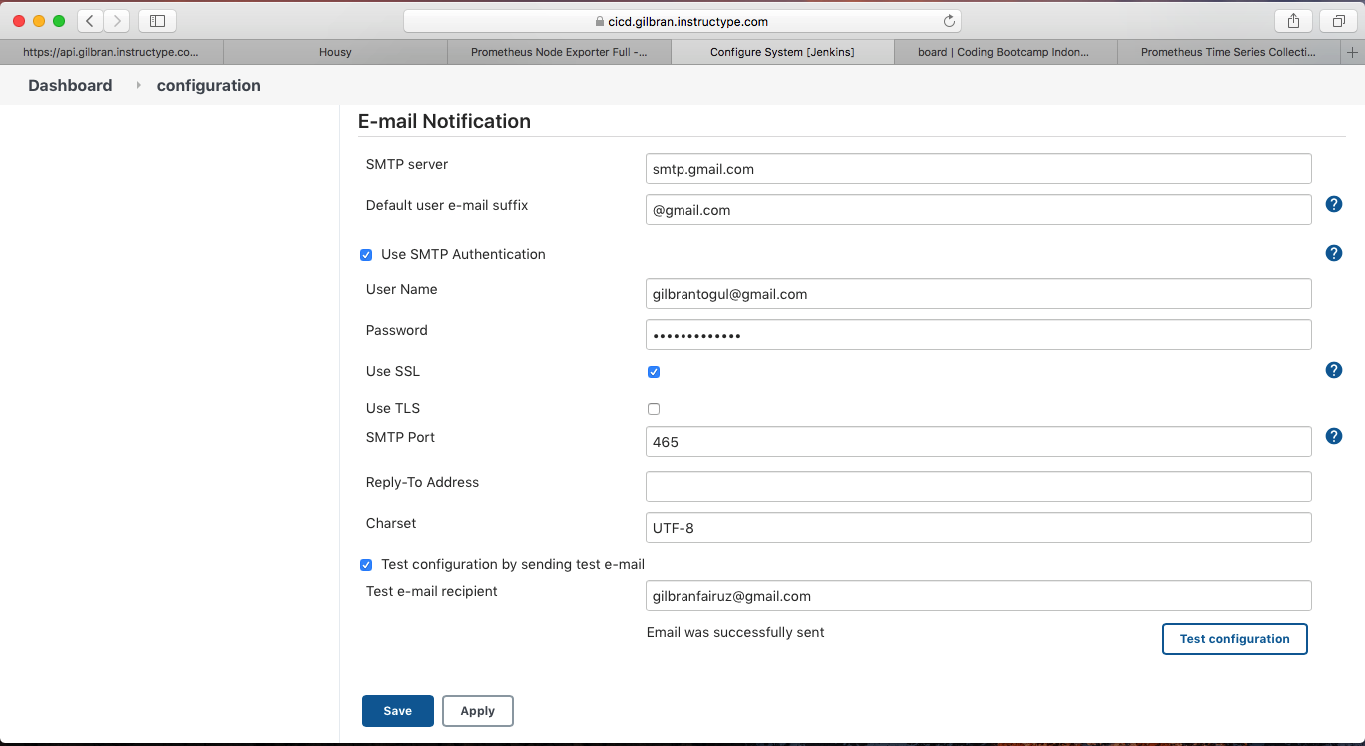 cicd.gilbran.instructype.com
https://api.gilbran.instructype.co...
Housy
Prometheus Node Exporter Full -...
Configure System [Jenkins]
board | Coding Bootcamp Indon...
Prometheus Time Series Collecti...
Dashboard
configuration
E-mail Notification
SMTP server
smtp.gmail.com
Default user e-mail suffix
@gmail.com
Use SMTP Authentication
User Name
gilbrantogul@gmail.com
Password
•••••••••••••
Use SSL
Use TLS
SMTP Port
465
Reply-To Address
Charset
UTF-8
Test configuration by sending test e-mail
Test e-mail recipient
gilbranfairuz@gmail.com
Email was successfully sent
Test configuration
Save
Apply